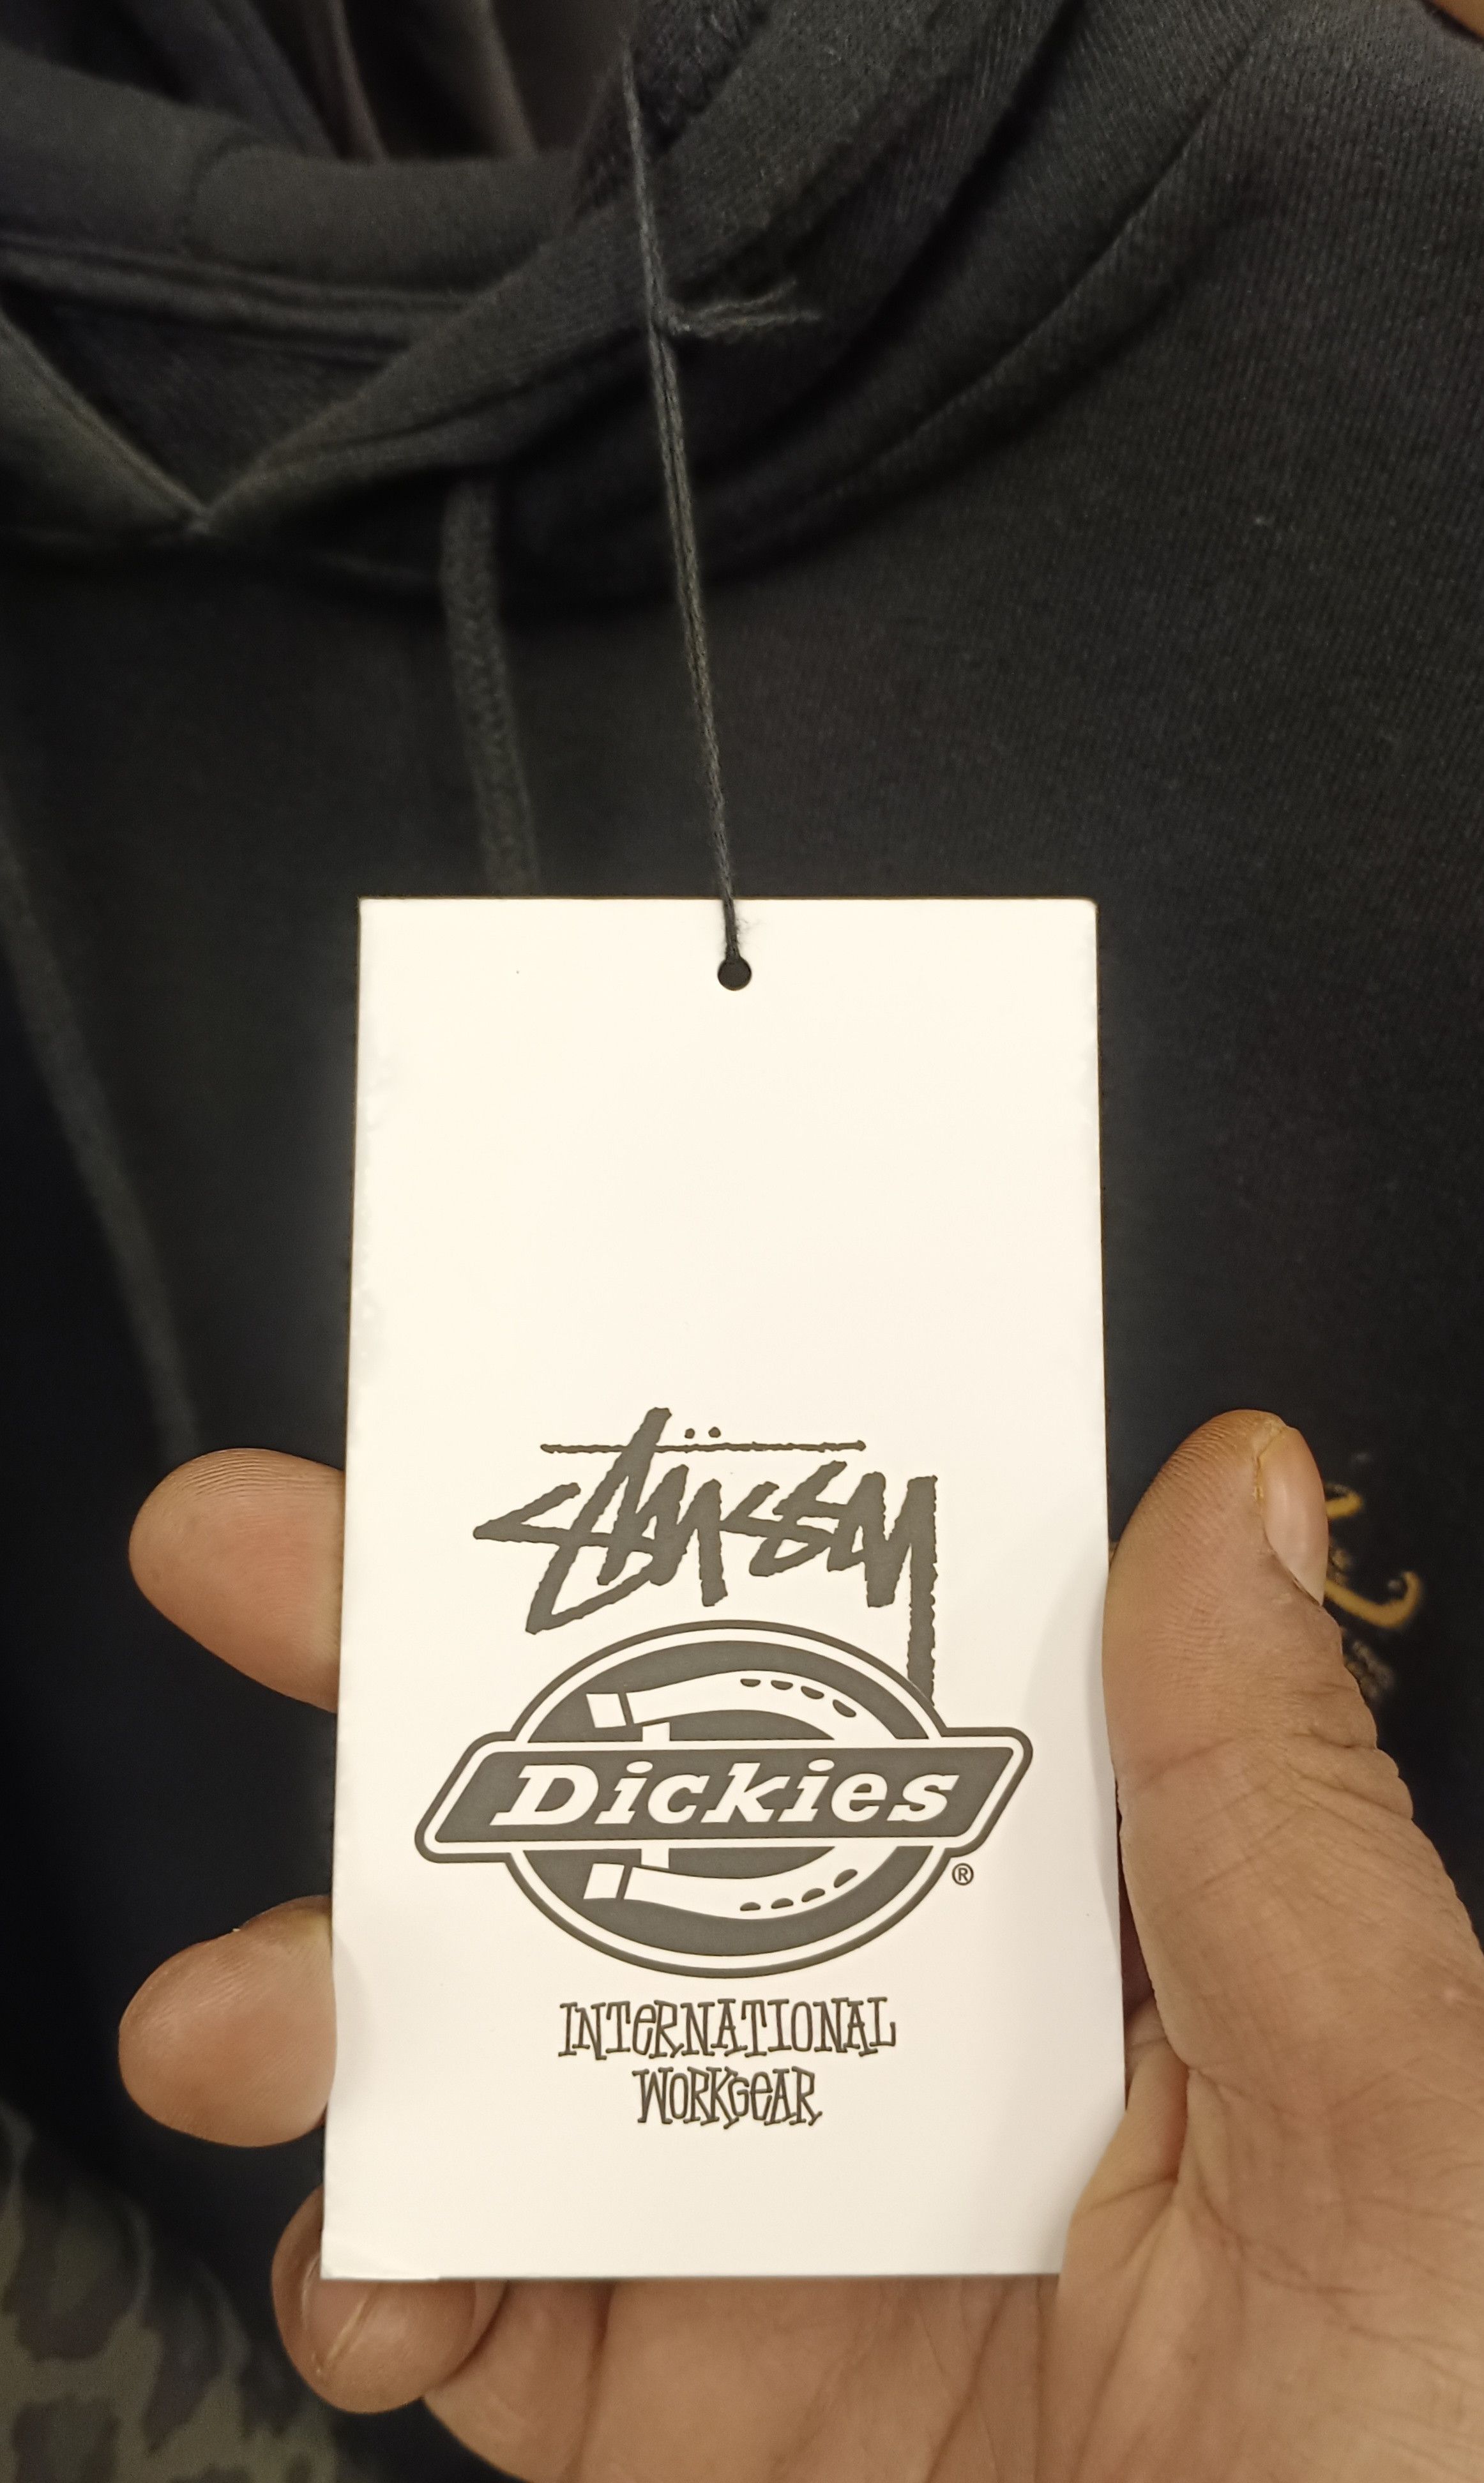 Stüssy
Dickies
®
INTERNATIONAL
WORKGEAR